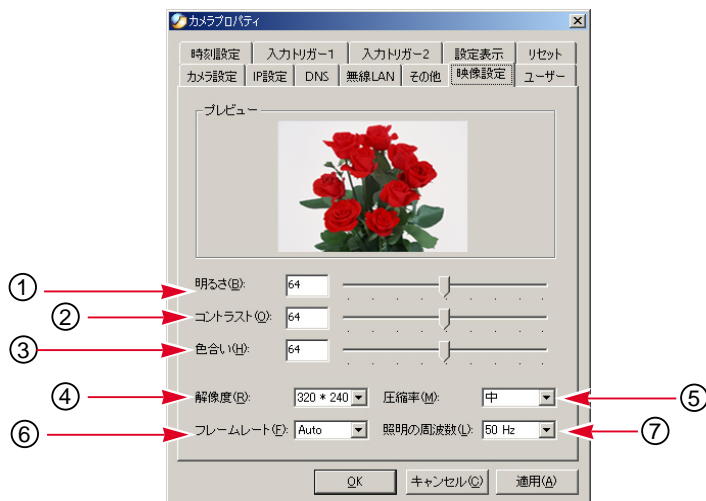 カメラプロパティ
時刻設定 入力トリガー1 入力トリガー2 設定表示 リセット
カメラ設定 IP設定 DNS 無線LAN その他 映像設定 ユーザー
プレビュー
① 明るさ(B): 64
② コントラスト(O): 64
③ 色合い(H): 64
④ 解像度(R): 320 * 240 圧縮率(M): 中 ⑤
⑥ フレームレート(F): Auto 照明の周波数(L): 50 Hz ⑦
OK キャンセル(C) 適用(A)